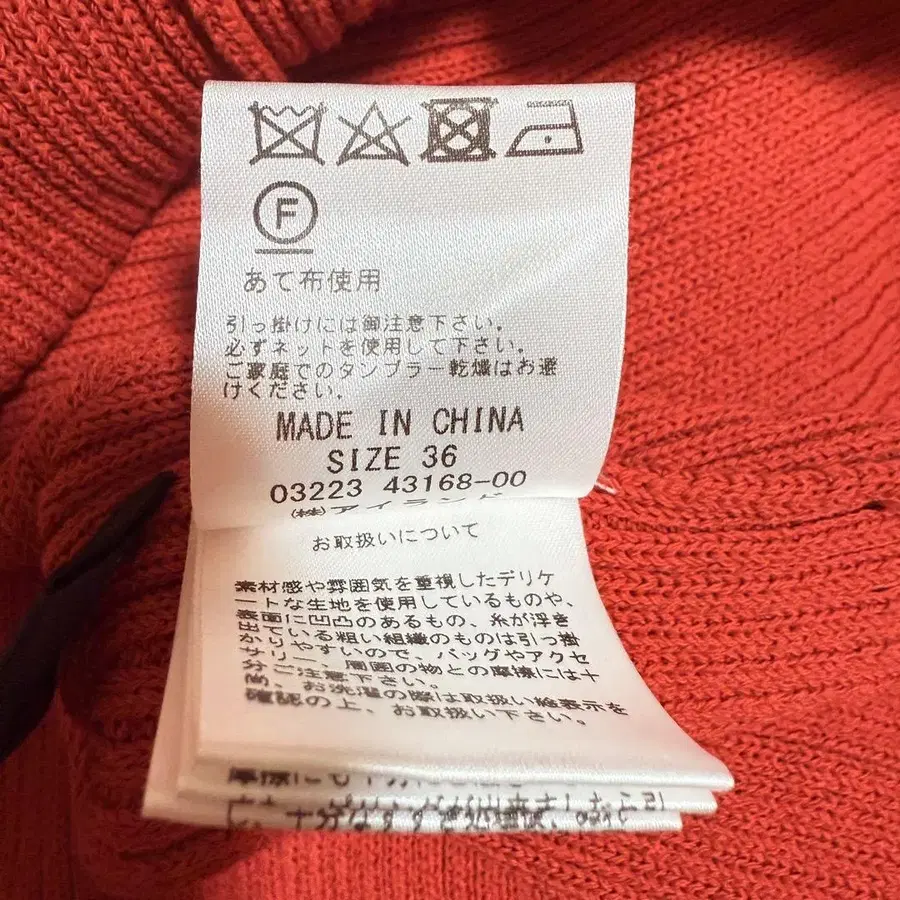 F
あて布使用
引っ掛けには御注意下さい。
必ずネットを使用して下さい。
ご家庭でのタンブラー乾燥はお避
けください。
MADE IN CHINA
SIZE 36
03223 43168-00
㈱アイランド
お取扱いについて
素材感や雰囲気を重視したデリケ
ートな生地を使用しているものや、
表面に凹凸のあるもの、糸が浮き
出ている粗い組織のものは引っ掛
かりやすいので、バッグやアクセ
サリー、周囲の物との摩擦には十
分に注意下さい。
尚、お洗濯の際は取扱い絵表示を
確認の上、お取扱い下さい。